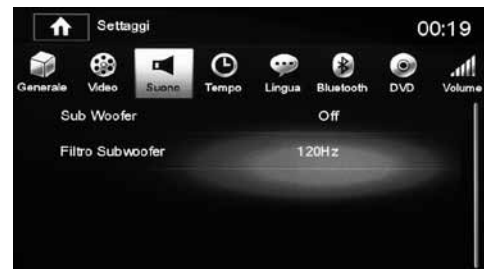 Settaggi 00:19
Generale Video Suono Tempo Lingua Bluetooth DVD Volume
Sub Woofer Off
Filtro Subwoofer 120Hz